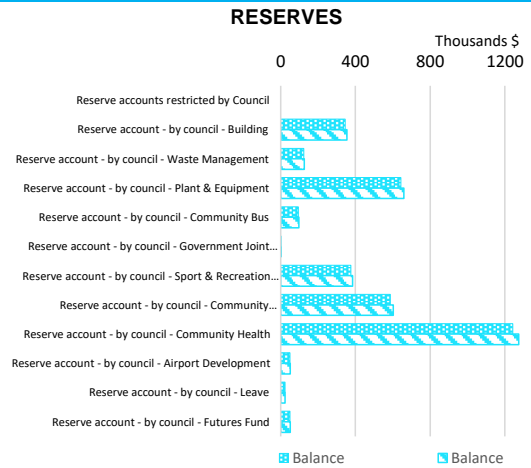 RESERVES
Thousands $
0 400 800 1200
Reserve accounts restricted by Council
Reserve account - by council - Building
Reserve account - by council - Waste Management
Reserve account - by council - Plant & Equipment
Reserve account - by council - Community Bus
Reserve account - by council - Government Joint...
Reserve account - by council - Sport & Recreation...
Reserve account - by council - Community...
Reserve account - by council - Community Health
Reserve account - by council - Airport Development
Reserve account - by council - Leave
Reserve account - by council - Futures Fund
Balance Balance